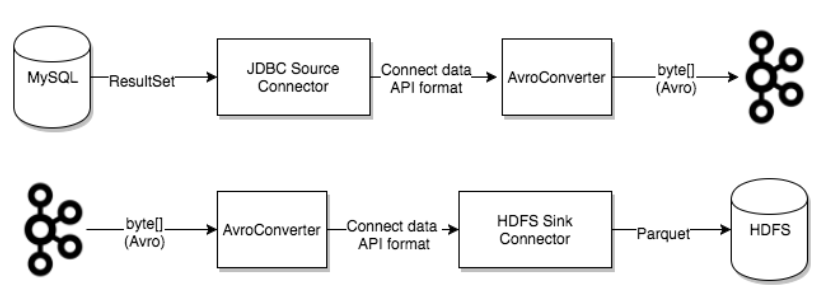 MySQL
ResultSet
JDBC Source
Connector
Connect data
API format
AvroConverter
byte[]
(Avro)
byte[]
(Avro)
AvroConverter
Connect data
API format
HDFS Sink
Connector
Parquet
HDFS